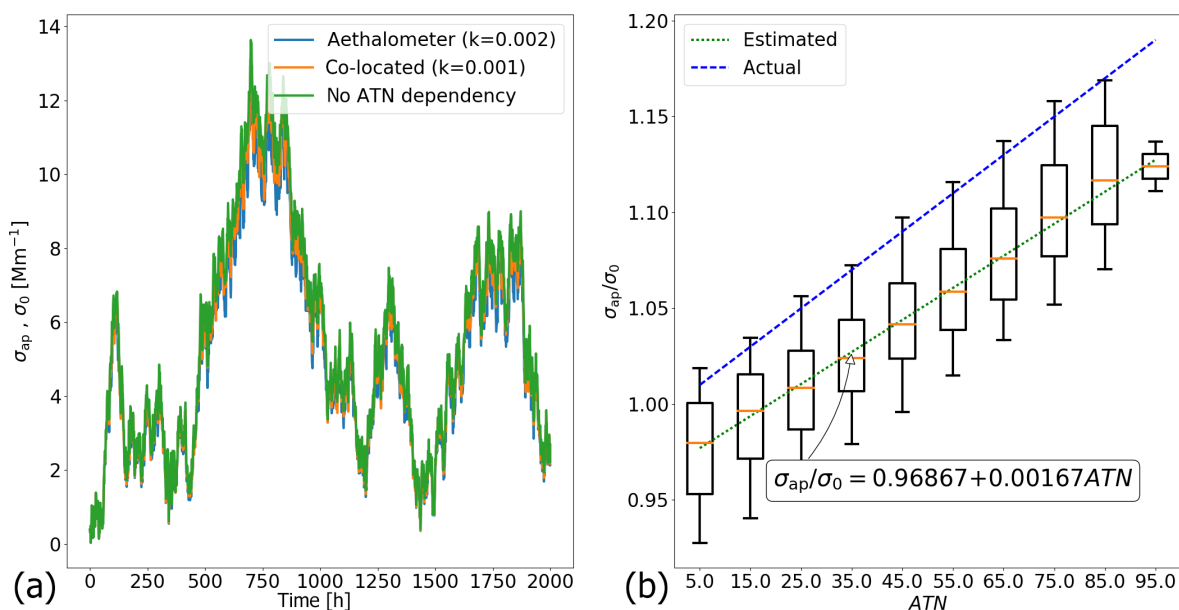 14
12
10
8
6
4
2
0
σap , σ0 [Mm−1]
Aethalometer (k=0.002)
Co-located (k=0.001)
No ATN dependency
0 250 500 750 1000 1250 1500 1750 2000
Time [h]
(a)
1.20
1.15
1.10
1.05
1.00
0.95
σap/σ0
Estimated
Actual
σap/σ0 = 0.96867+0.00167ATN
5.0 15.0 25.0 35.0 45.0 55.0 65.0 75.0 85.0 95.0
ATN
(b)